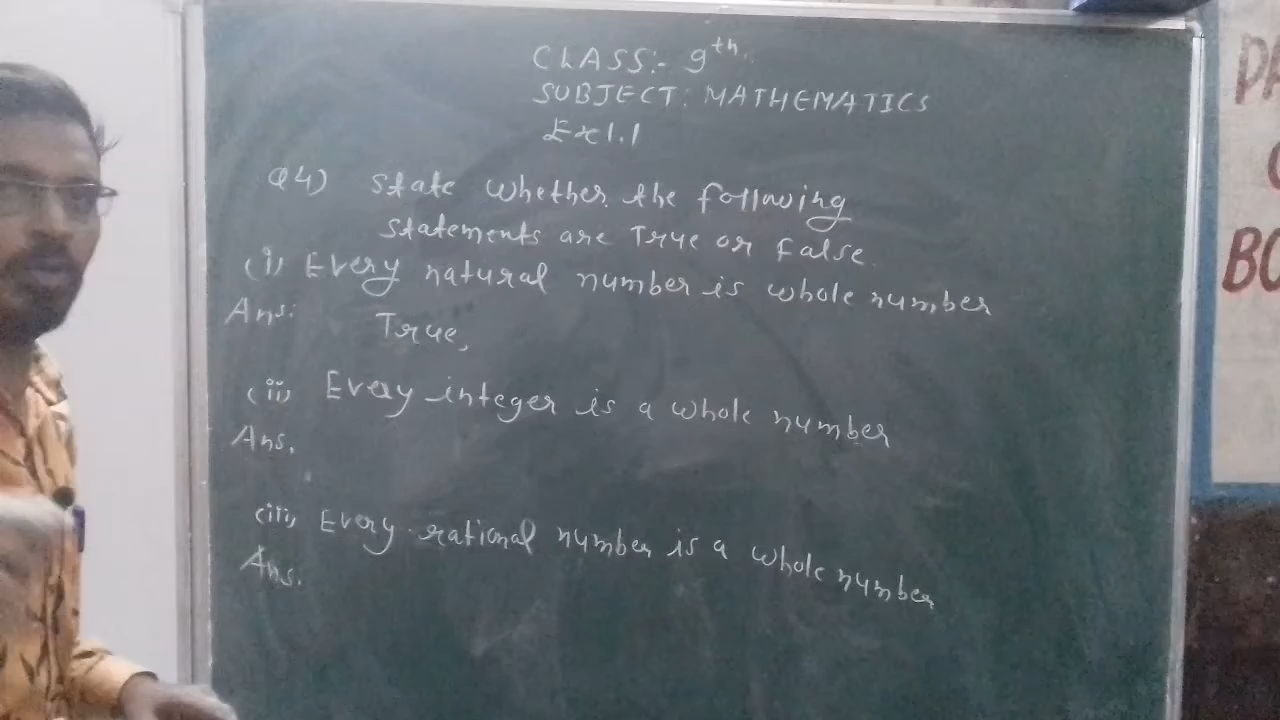 CLASS:- 9th.
SUBJECT: MATHEMATICS
Ex 1.1
Q4) State whether the following
statements are True or False.
(i) Every natural number is whole number
Ans: True,
(ii) Every integer is a whole number
Ans.
(iii) Every rational number is a whole number
Ans.